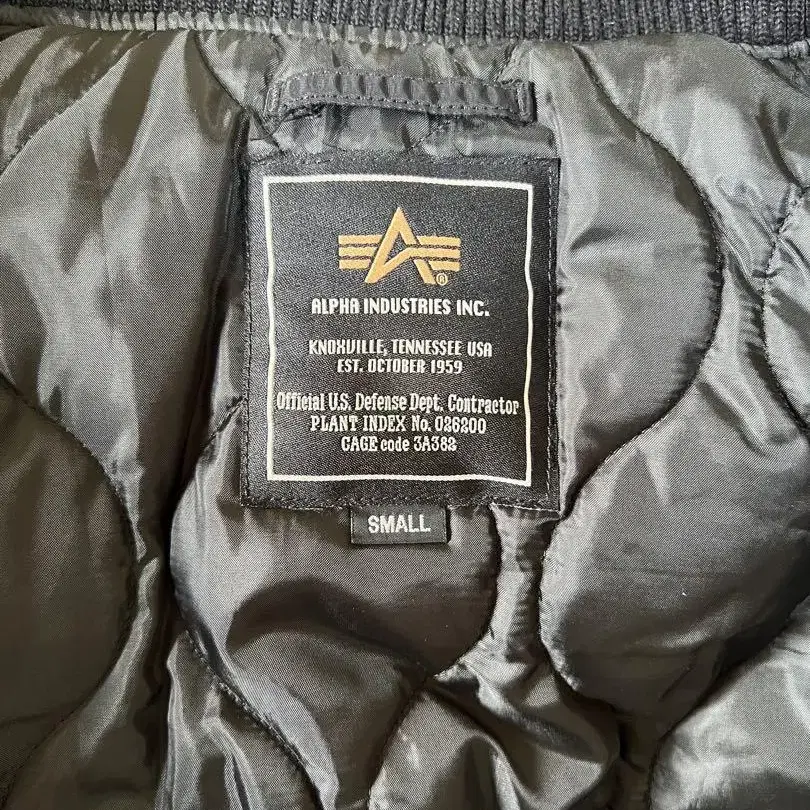 ALPHA INDUSTRIES INC.
KNOXVILLE, TENNESSEE USA
EST. OCTOBER 1959
Official U.S. Defense Dept. Contractor
PLANT INDEX No. 026200
CAGE code 3A382
SMALL